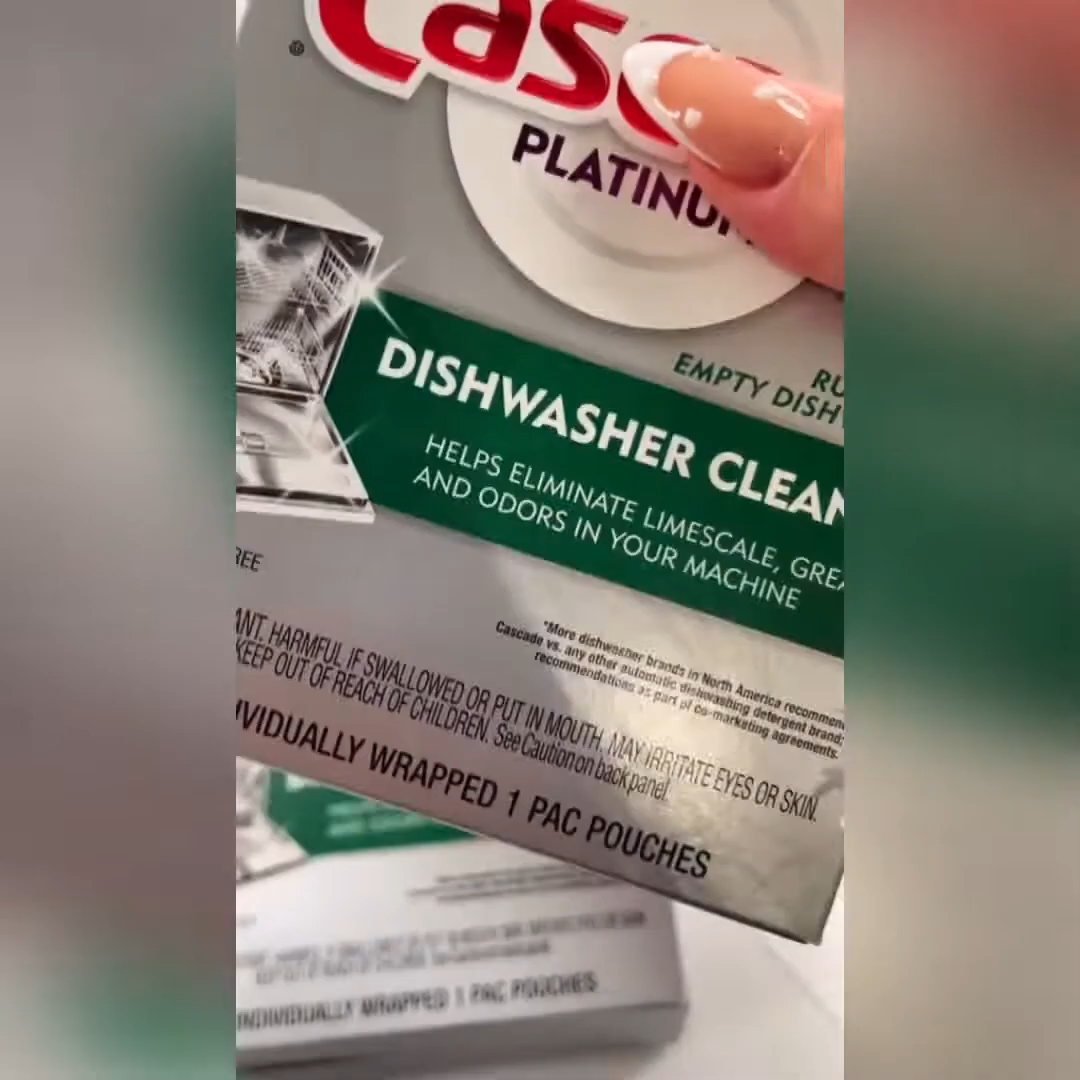 Casc
PLATINUM
RU
EMPTY DISH
DISHWASHER CLEAN
HELPS ELIMINATE LIMESCALE, GREA
AND ODORS IN YOUR MACHINE
REE
*More dishwasher brands in North America recommen
Cascade vs. any other automatic dishwashing detergent brand;
recommendations as part of co-marketing agreements.
ANT. HARMFUL IF SWALLOWED OR PUT IN MOUTH. MAY IRRITATE EYES OR SKIN.
KEEP OUT OF REACH OF CHILDREN. See Caution on back panel.
IVIDUALLY WRAPPED 1 PAC POUCHES
INDIVIDUALLY WRAPPED 1 PAC POUCHES